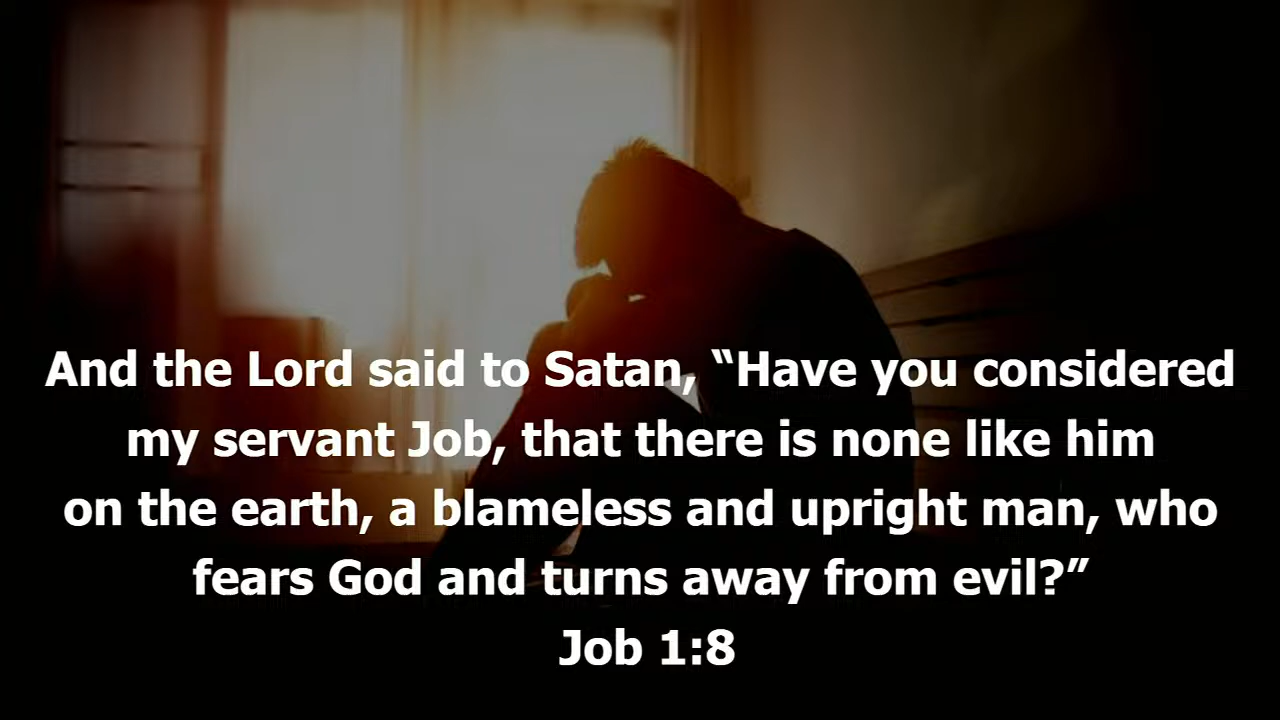 And the Lord said to Satan, “Have you considered
my servant Job, that there is none like him
on the earth, a blameless and upright man, who
fears God and turns away from evil?”
Job 1:8